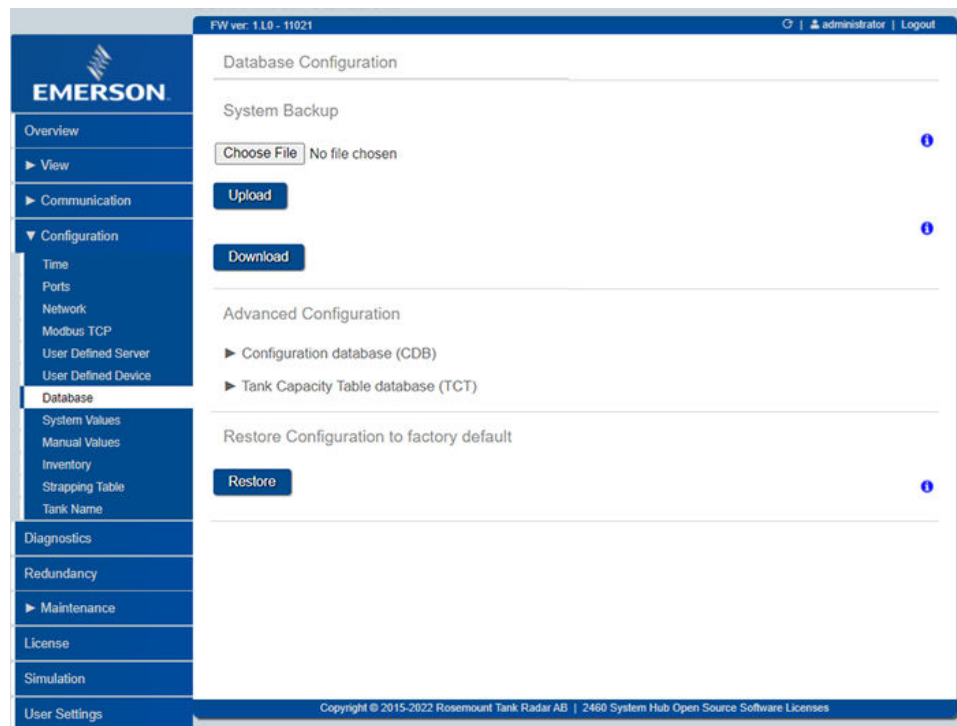 FW ver: 1.L0 - 11021
administrator | Logout
EMERSON
Overview
► View
► Communication
▼ Configuration
Time
Ports
Network
Modbus TCP
User Defined Server
User Defined Device
Database
System Values
Manual Values
Inventory
Strapping Table
Tank Name
Diagnostics
Redundancy
► Maintenance
License
Simulation
User Settings
Database Configuration
System Backup
Choose File No file chosen
Upload
Download
Advanced Configuration
► Configuration database (CDB)
► Tank Capacity Table database (TCT)
Restore Configuration to factory default
Restore
Copyright © 2015-2022 Rosemount Tank Radar AB | 2460 System Hub Open Source Software Licenses